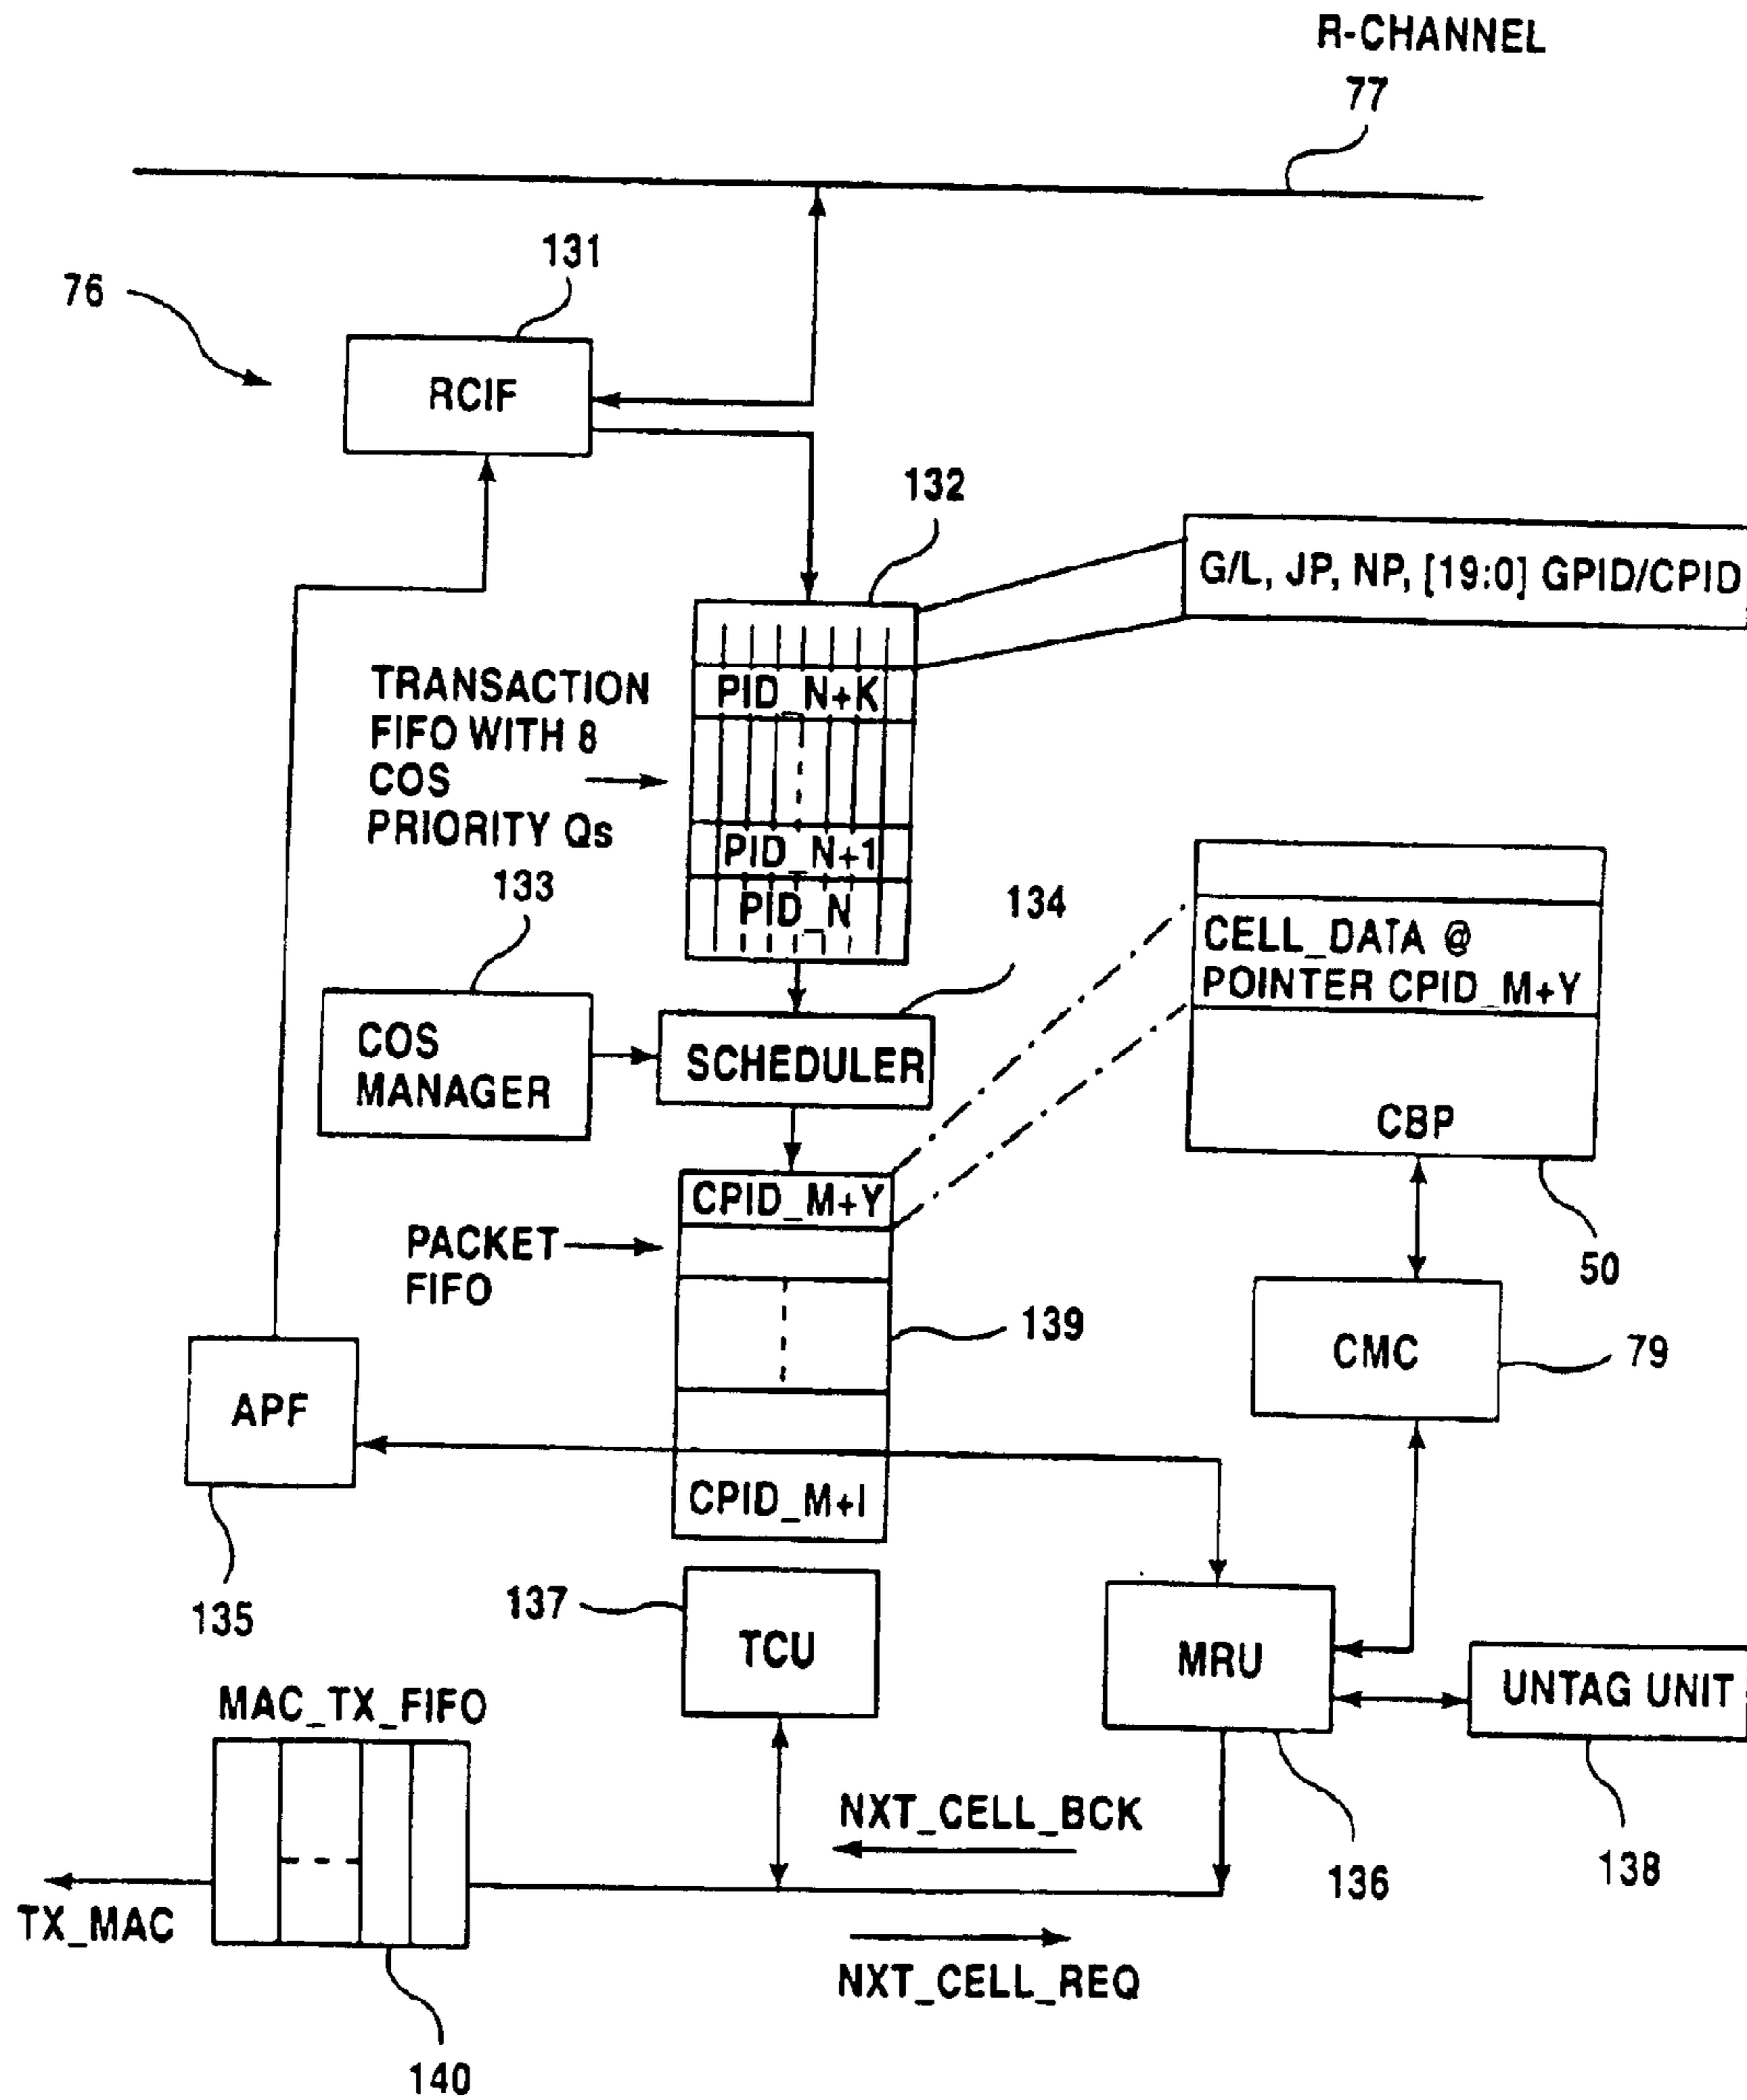 R-CHANNEL
77
131
76
RCIF
132
G/L, JP, NP, [19:0] GPID/CPID
TRANSACTION
FIFO WITH 8
COS
PRIORITY Qs
PID_N+K
PID_N+1
PID_N
133
134
COS
MANAGER
SCHEDULER
CELL_DATA @
POINTER CPID_M+Y
CBP
50
CPID_M+Y
PACKET
FIFO
139
CMC
79
APF
135
CPID_M+I
137
TCU
MRU
UNTAG UNIT
136
138
MAC_TX_FIFO
NXT_CELL_BCK
TX_MAC
NXT_CELL_REQ
140